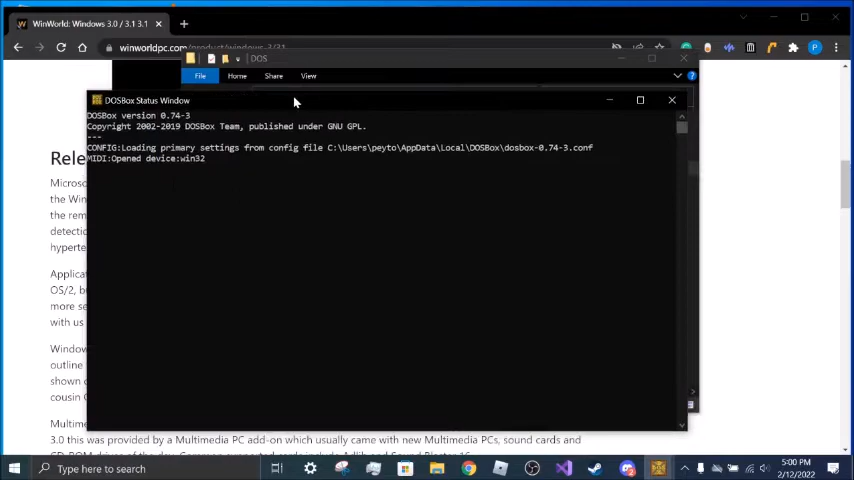 WinWorld: Windows 3.0 / 3.1 3.1
winworldpc.com/product/windows-3/31
DOS
File
Home
Share
View
DOSBox Status Window
DOSBox version 0.74-3
Copyright 2002-2019 DOSBox Team, published under GNU GPL.
---
CONFIG:Loading primary settings from config file C:\Users\peyto\AppData\Local\DOSBox\dosbox-0.74-3.conf
MIDI:Opened device:win32
Rele
Micros
the Win
the rem
detectio
hyperte
Applica
OS/2, b
more se
with us
Window
outline
shown
cousin
Multime
3.0 this was provided by a Multimedia PC add-on which usually came with new Multimedia PCs, sound cards and
Type here to search
5:00 PM
2/12/2022